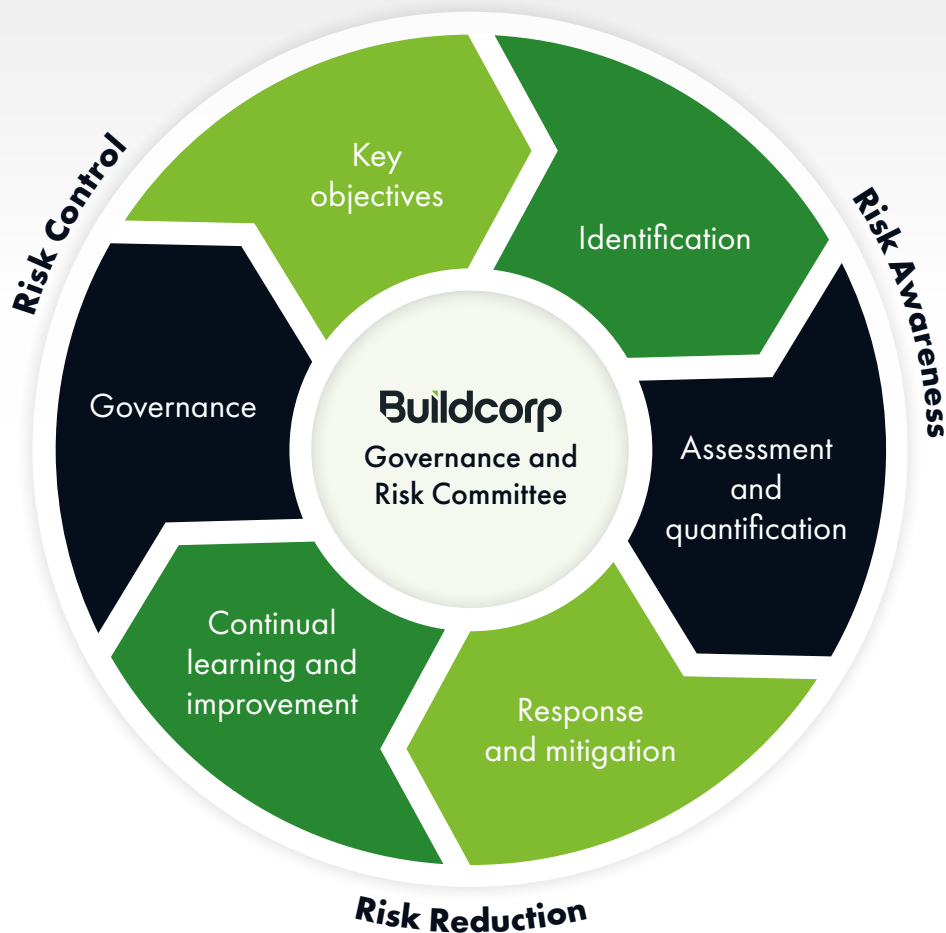 Risk Control
Key
objectives
Identification
Risk Awareness
Governance
Buildcorp
Governance and
Risk Committee
Assessment
and
quantification
Continual
learning and
improvement
Response
and mitigation
Risk Reduction